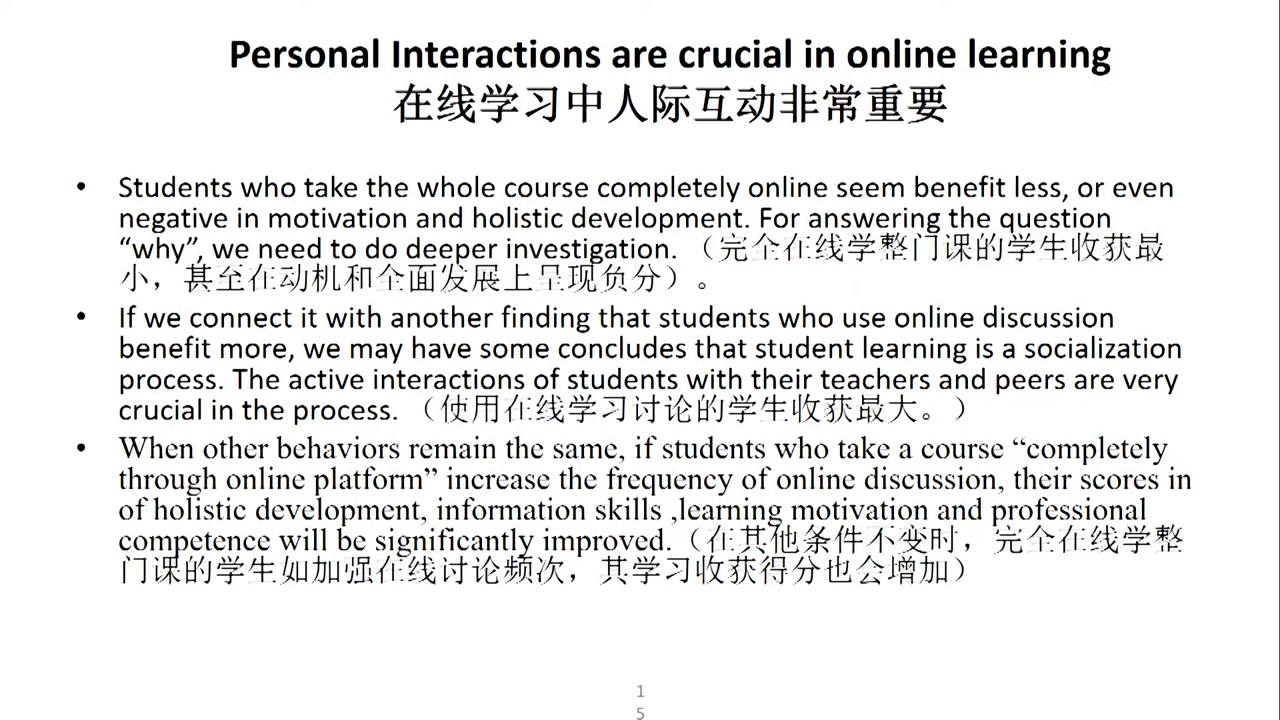 Personal Interactions are crucial in online learning
在线学习中人际互动非常重要
• Students who take the whole course completely online seem benefit less, or even
negative in motivation and holistic development. For answering the question
“why”, we need to do deeper investigation. （完全在线学整门课的学生收获最
小，甚至在动机和全面发展上呈现负分）。
• If we connect it with another finding that students who use online discussion
benefit more, we may have some concludes that student learning is a socialization
process. The active interactions of students with their teachers and peers are very
crucial in the process. （使用在线学习讨论的学生收获最大。）
• When other behaviors remain the same, if students who take a course “completely
through online platform” increase the frequency of online discussion, their scores in
of holistic development, information skills ,learning motivation and professional
competence will be significantly improved.（在其他条件不变时，完全在线学整
门课的学生如加强在线讨论频次，其学习收获得分也会增加）
1
5